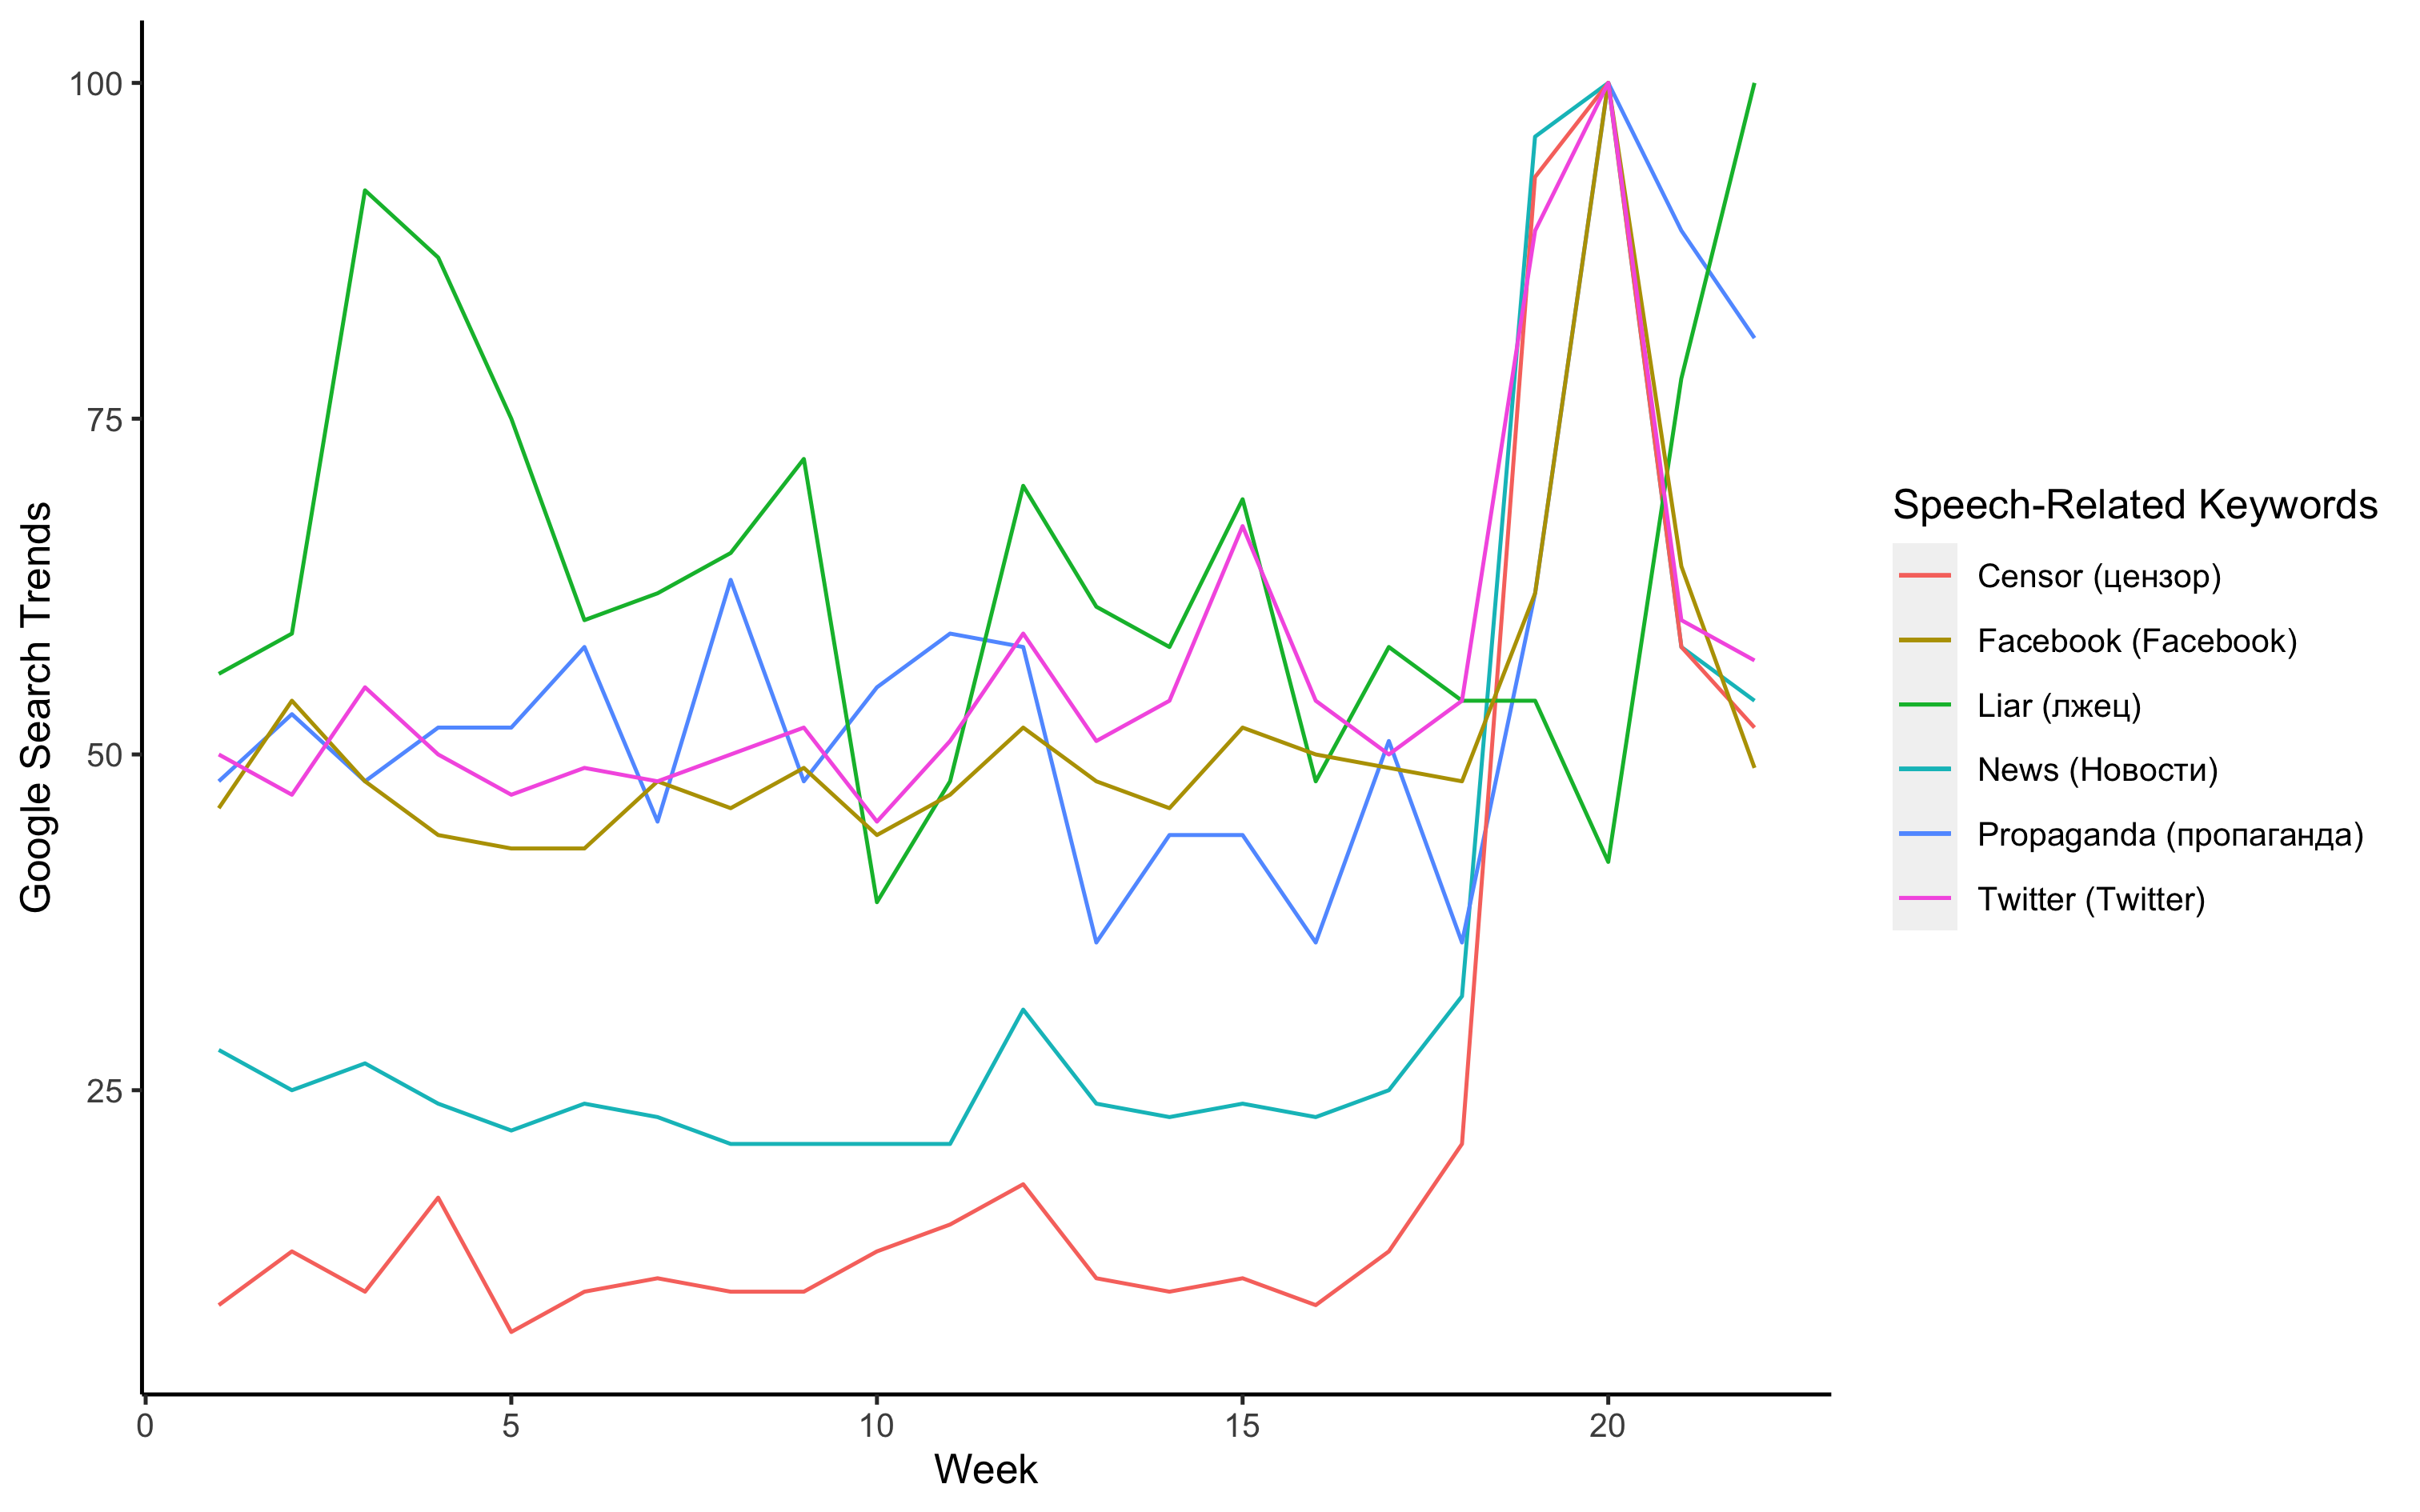 100
75
50
25
Google Search Trends
0 5 10 15 20
Week
Speech-Related Keywords
Censor (цензор)
Facebook (Facebook)
Liar (лжец)
News (Новости)
Propaganda (пропаганда)
Twitter (Twitter)